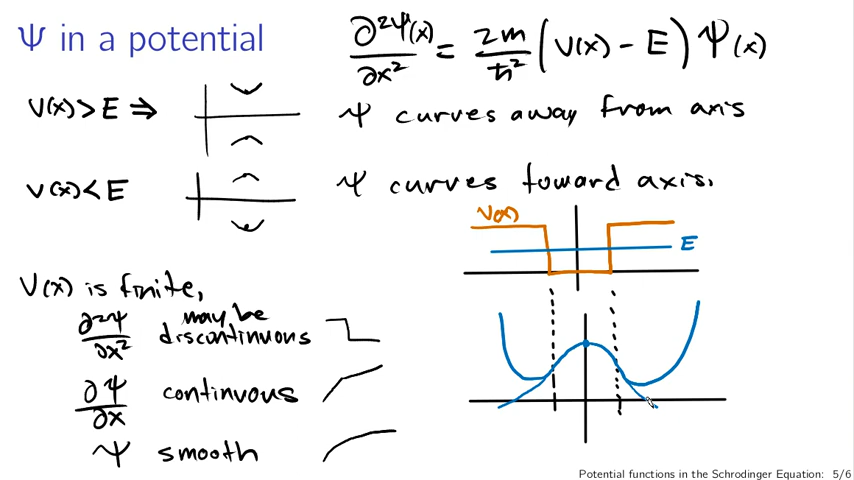 Ψ in a potential
∂²Ψ(x)/∂x² = 2m/ħ² (V(x) - E) Ψ(x)
V(x) > E ⇒ Ψ curves away from axis
V(x) < E Ψ curves toward axis.
V(x)
E
V(x) is finite,
∂²Ψ/∂x² may be discontinuous
∂Ψ/∂x continuous
Ψ smooth
Potential functions in the Schrodinger Equation: 5/6